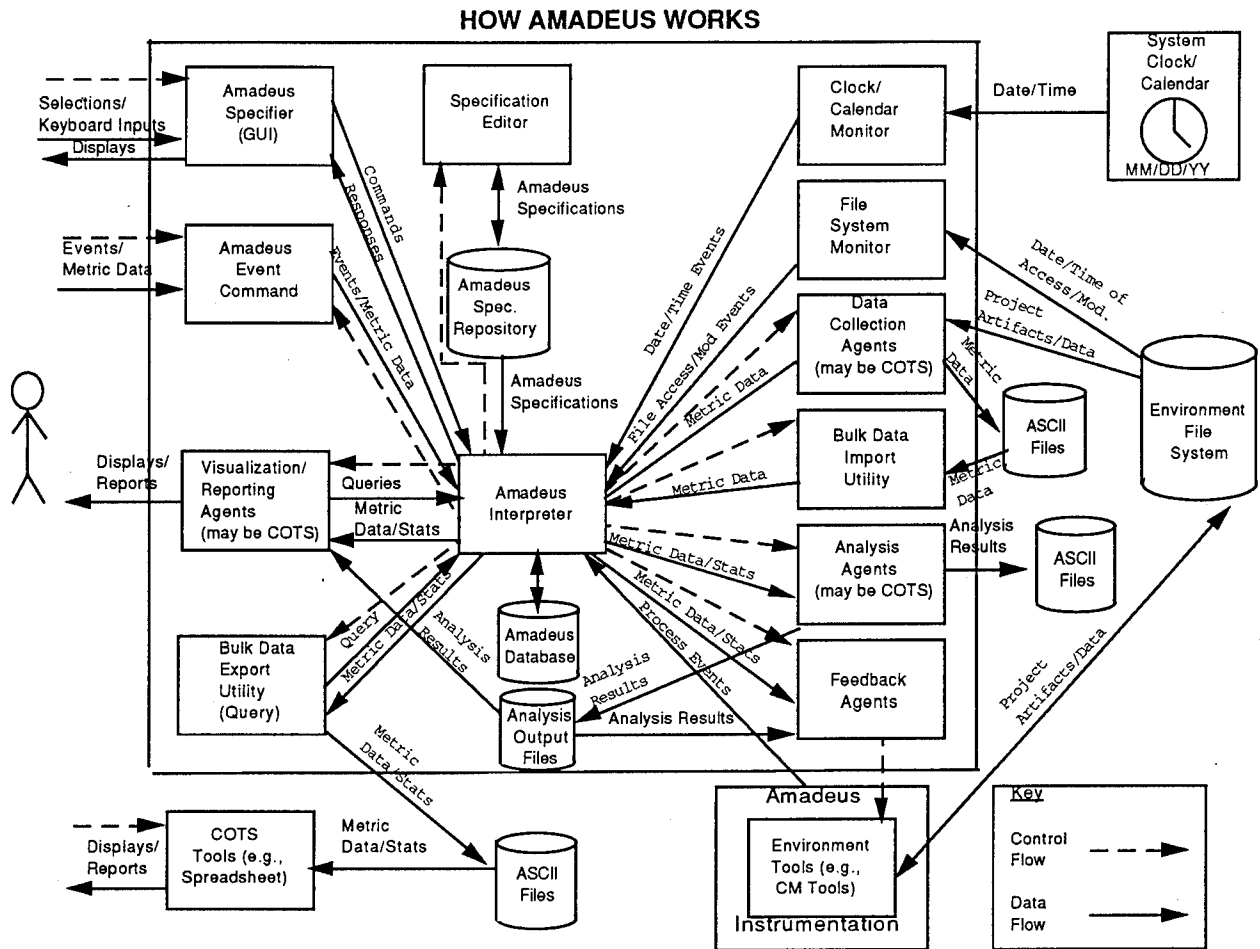 HOW AMADEUS WORKS
Selections/
Keyboard Inputs
Displays
Amadeus
Specifier
(GUI)
Specification
Editor
Clock/
Calendar
Monitor
Date/Time
System
Clock/
Calendar
MM/DD/YY
Commands
Responses
Amadeus
Specifications
Events/
Metric Data
Amadeus
Event
Command
Events/Metric Data
Amadeus
Spec.
Repository
Amadeus
Specifications
Date/Time Events
File
System
Monitor
File Access/Mod Events
Date/Time of
Access/Mod.
Project
Artifacts/Data
Data
Collection
Agents
(may be COTS)
Metric Data
Metric
Data
ASCII
Files
Environment
File
System
Displays/
Reports
Visualization/
Reporting
Agents
(may be COTS)
Queries
Metric
Data/Stats
Amadeus
Interpreter
Metric Data
Bulk Data
Import
Utility
Metric
Data
Metric Data/Stats
Analysis
Agents
(may be COTS)
Analysis
Results
ASCII
Files
Query
Metric Data/Stats
Analysis
Results
Amadeus
Database
Metric Data/Stats
Process Events
Bulk Data
Export
Utility
(Query)
Analysis
Output
Files
Analysis
Results
Analysis Results
Feedback
Agents
Project
Artifacts/Data
Metric
Data/Stats
Displays/
Reports
COTS
Tools (e.g.,
Spreadsheet)
Metric
Data/Stats
ASCII
Files
Amadeus
Environment
Tools (e.g.,
CM Tools)
Instrumentation
Key
Control
Flow
Data
Flow